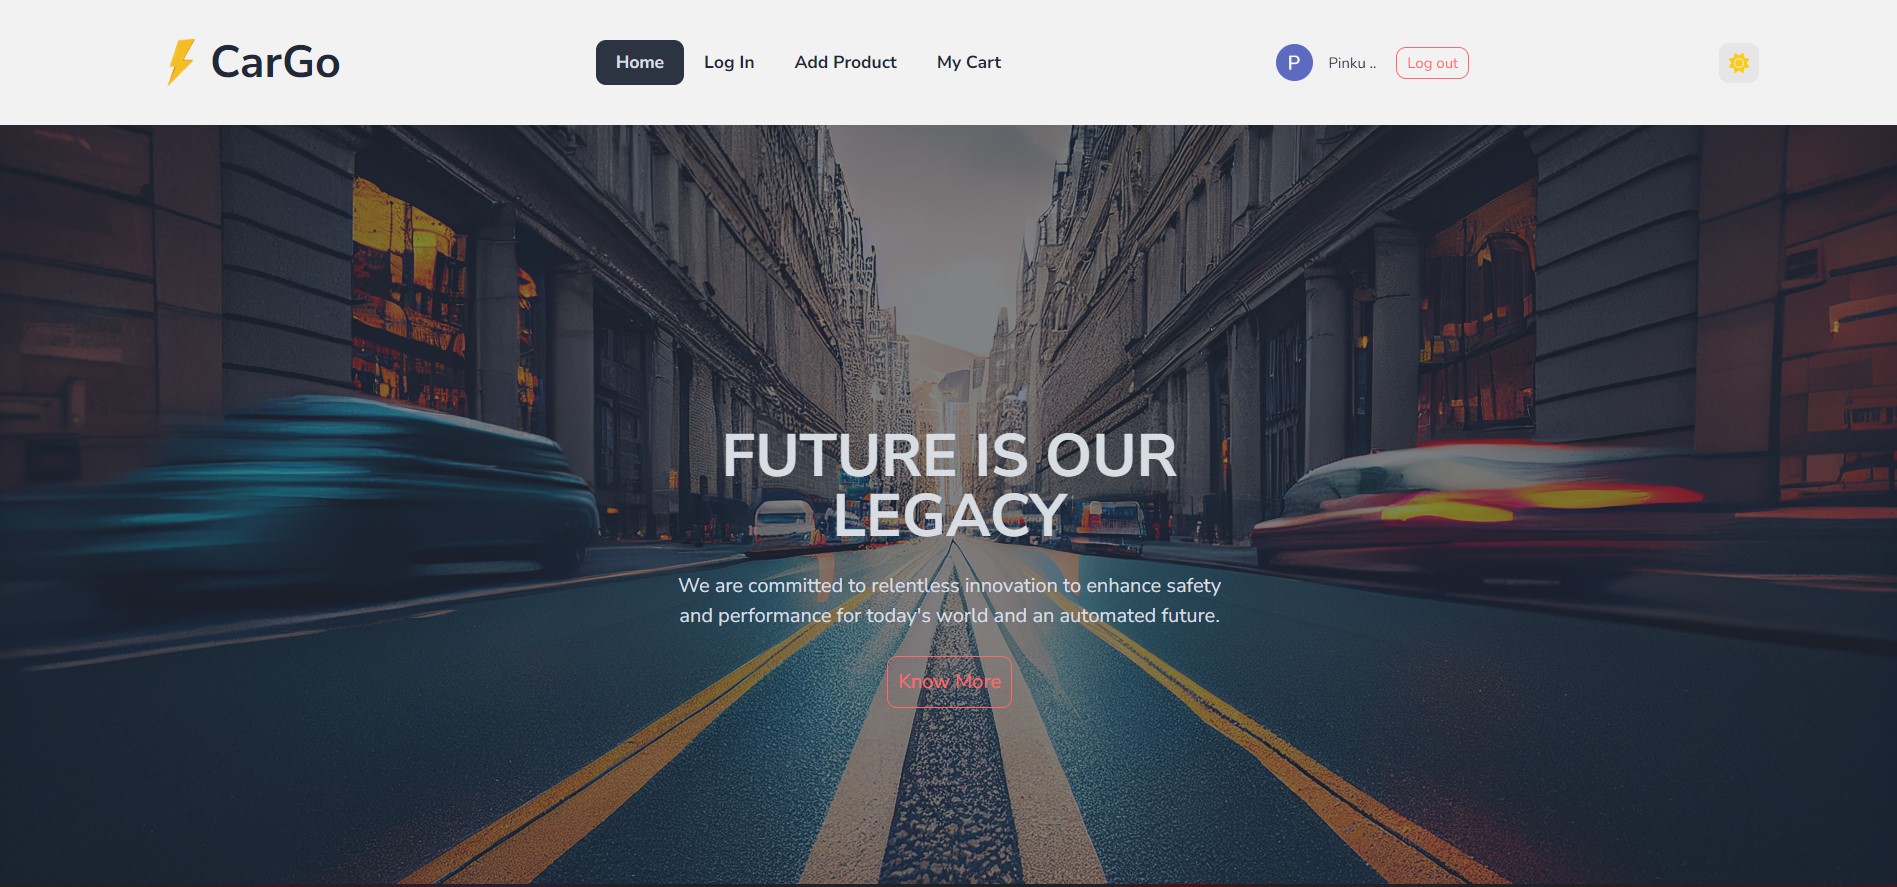 CarGo
Home
Log In
Add Product
My Cart
P
Pinku ..
Log out
FUTURE IS OUR
LEGACY
We are committed to relentless innovation to enhance safety
and performance for today's world and an automated future.
Know More